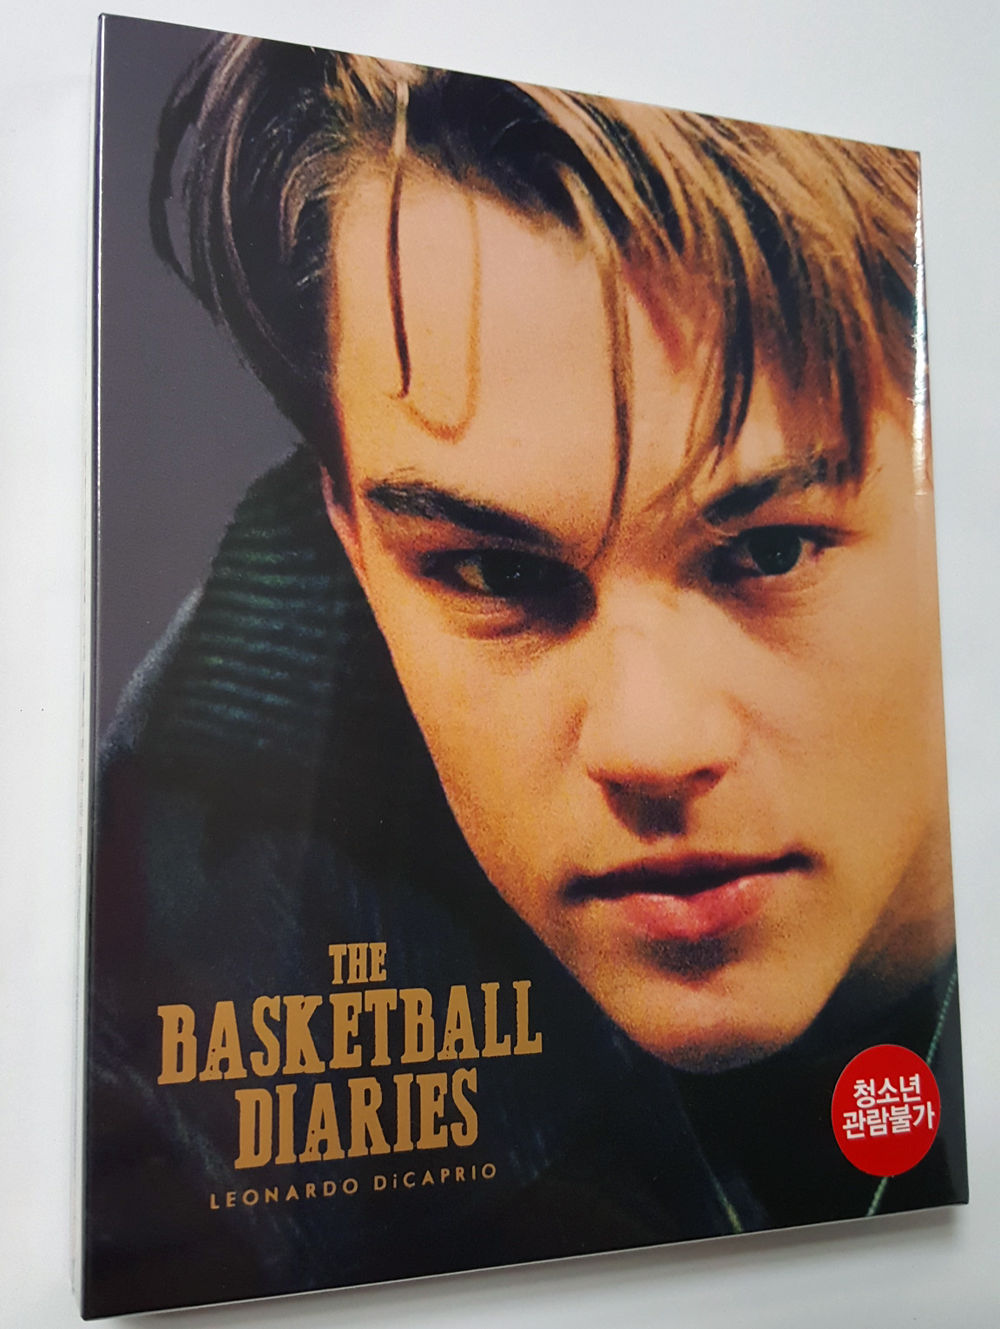 THE
BASKETBALL
DIARIES
LEONARDO DiCAPRIO
청소년
관람불가